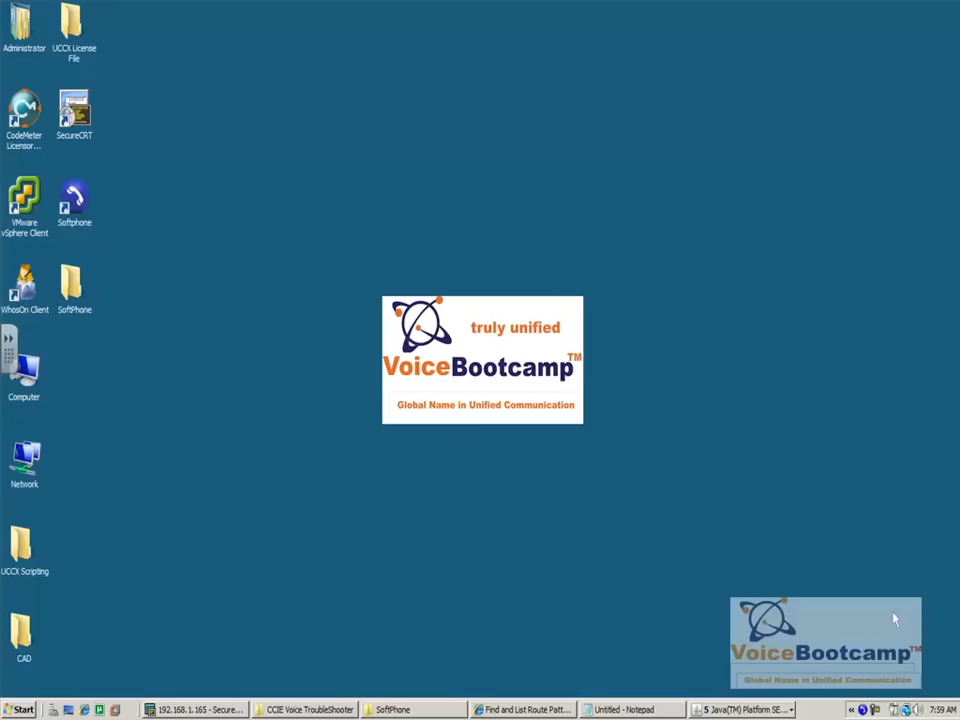 Administrator
UCCX License
File
CodeMeter
Licensor...
SecureCRT
VMware
vSphere Client
Softphone
WhosOn Client
SoftPhone
Computer
Network
UCCX Scripting
CAD
truly unified
VoiceBootcamp™
Global Name in Unified Communication
VoiceBootcamp™
Global Name in Unified Communication
Start
192.168.1.165 - Secure...
CCIE Voice TroubleShooter
SoftPhone
Find and List Route Patt...
Untitled - Notepad
5 Java(TM) Platform SE...
«
7:59 AM